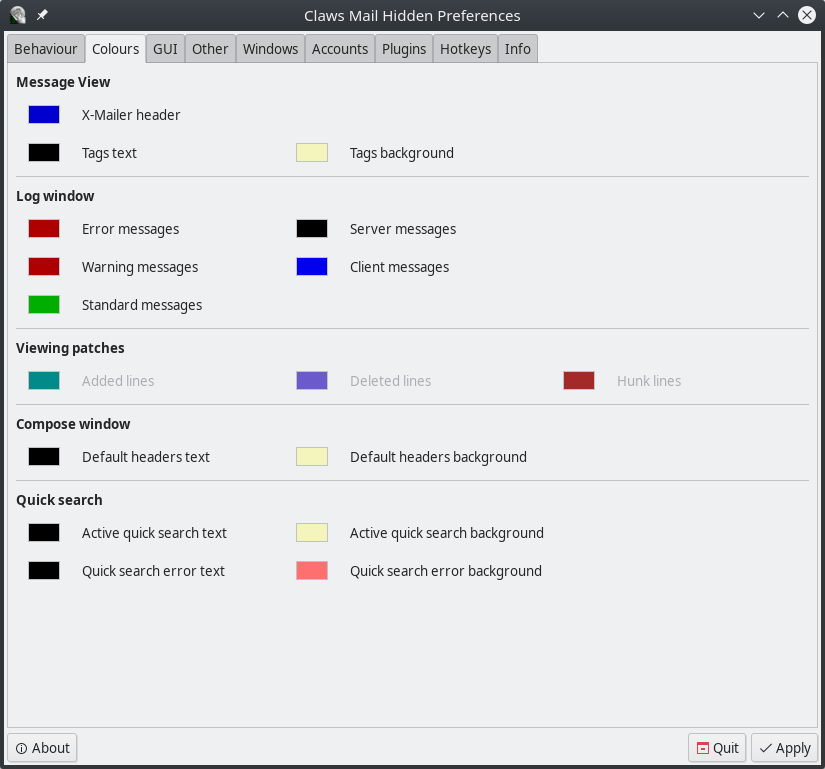 Claws Mail Hidden Preferences
Behaviour Colours GUI Other Windows Accounts Plugins Hotkeys Info
Message View
X-Mailer header
Tags text Tags background
Log window
Error messages Server messages
Warning messages Client messages
Standard messages
Viewing patches
Added lines Deleted lines Hunk lines
Compose window
Default headers text Default headers background
Quick search
Active quick search text Active quick search background
Quick search error text Quick search error background
About Quit Apply